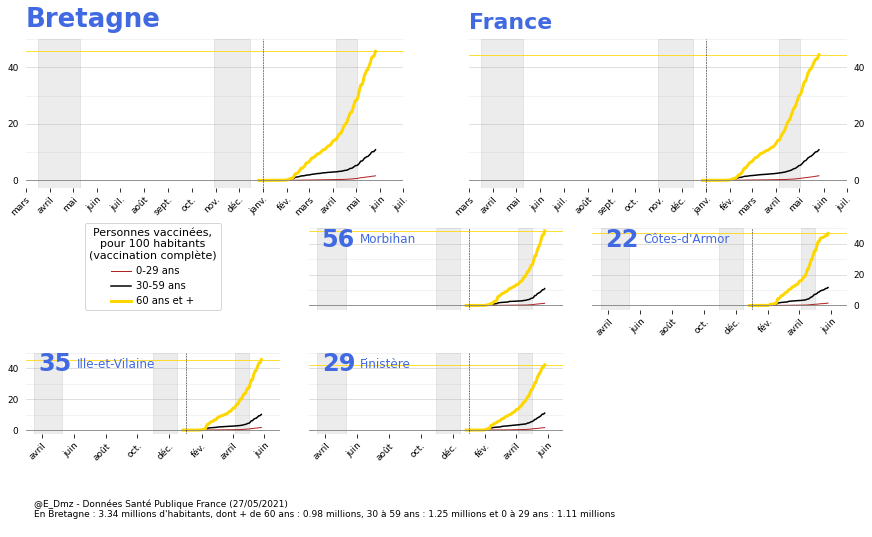 Bretagne
France
40
20
0
mars avril mai juin juil. août sept. oct. nov. déc. janv. fév. mars avril mai juin juil.
40
20
0
mars avril mai juin juil. août sept. oct. nov. déc. janv. fév. mars avril mai juin juil.
Personnes vaccinées,
pour 100 habitants
(vaccination complète)
0-29 ans
30-59 ans
60 ans et +
56 Morbihan
22 Côtes-d'Armor
40
20
0
avril juin août oct. déc. fév. avril juin
35 Ille-et-Vilaine
40
20
0
avril juin août oct. déc. fév. avril juin
29 Finistère
avril juin août oct. déc. fév. avril juin
@E_Dmz - Données Santé Publique France (27/05/2021)
En Bretagne : 3.34 millions d'habitants, dont + de 60 ans : 0.98 millions, 30 à 59 ans : 1.25 millions et 0 à 29 ans : 1.11 millions